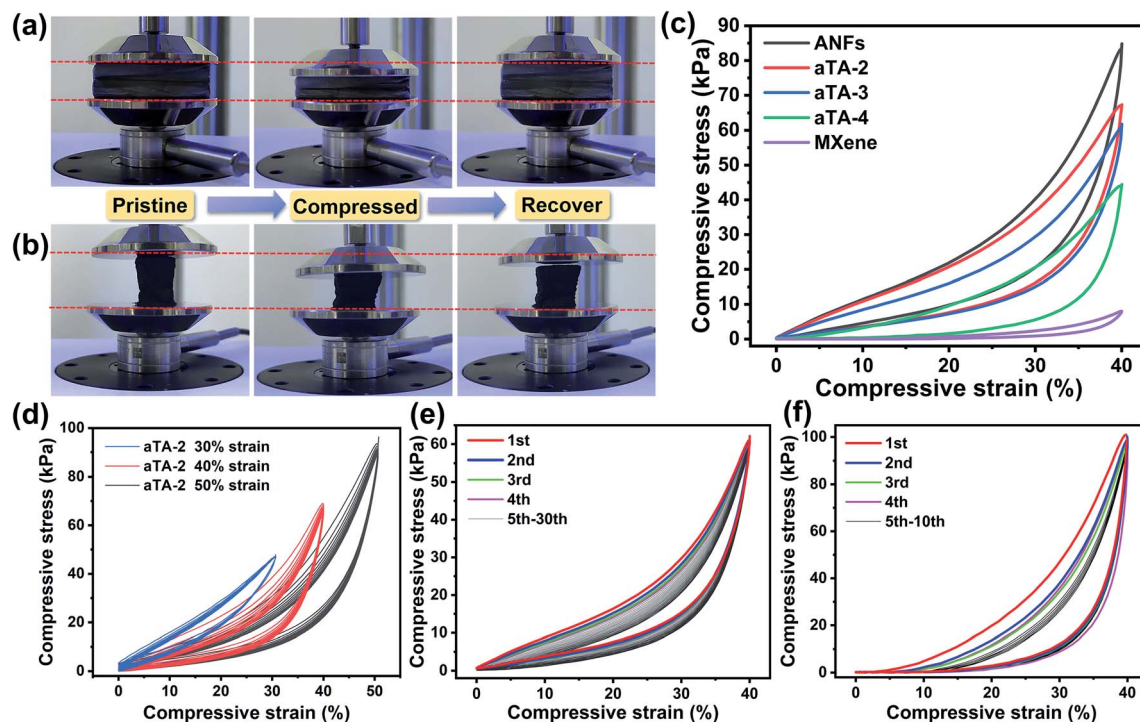 (a)
Pristine
Compressed
Recover
(b)
(c)
Compressive stress (kPa)
90
85
80
70
60
50
40
30
20
10
0
ANFs
aTA-2
aTA-3
aTA-4
MXene
0 10 20 30 40
Compressive strain (%)
(d)
Compressive stress (kPa)
100
80
60
40
20
0
aTA-2 30% strain
aTA-2 40% strain
aTA-2 50% strain
0 10 20 30 40 50
Compressive strain (%)
(e)
Compressive stress (kPa)
60
50
40
30
20
10
0
1st
2nd
3rd
4th
5th-30th
0 10 20 30 40
Compressive strain (%)
(f)
Compressive stress (kPa)
100
80
60
40
20
0
1st
2nd
3rd
4th
5th-10th
0 10 20 30 40
Compressive strain (%)